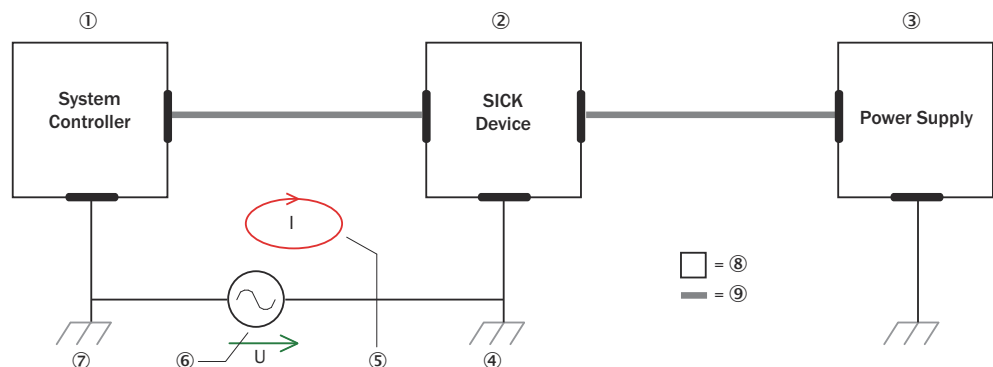 ① ② ③
System
Controller
SICK
Device
Power Supply
I
= ⑧
= ⑨
⑦ ⑥ U ⑤ ④